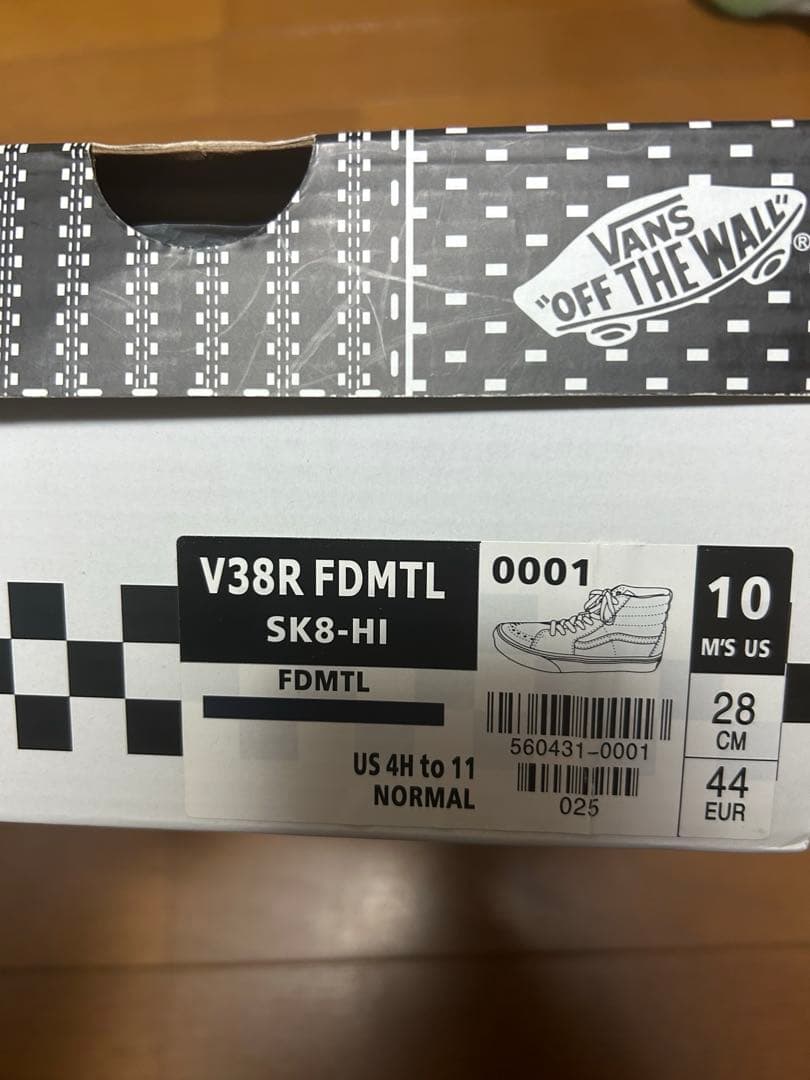 VANS
"OFF THE WALL"
®
V38R FDMTL
SK8-HI
FDMTL
US 4H to 11
NORMAL
0001
560431-0001
025
10
M'S US
28
CM
44
EUR